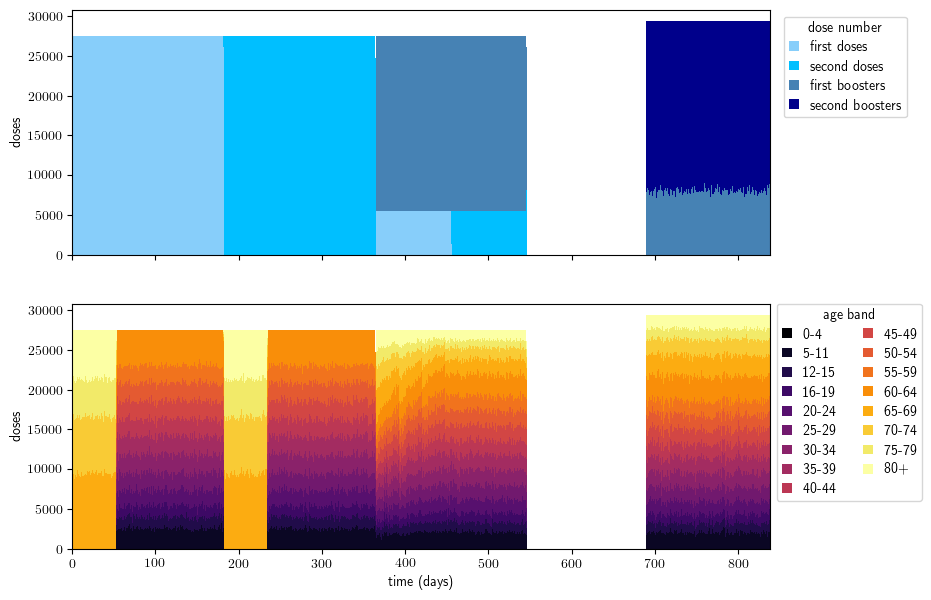 30000
25000
20000
15000
10000
5000
0
doses
dose number
first doses
second doses
first boosters
second boosters
30000
25000
20000
15000
10000
5000
0
doses
0 100 200 300 400 500 600 700 800
time (days)
age band
0-4 45-49
5-11 50-54
12-15 55-59
16-19 60-64
20-24 65-69
25-29 70-74
30-34 75-79
35-39 80+
40-44